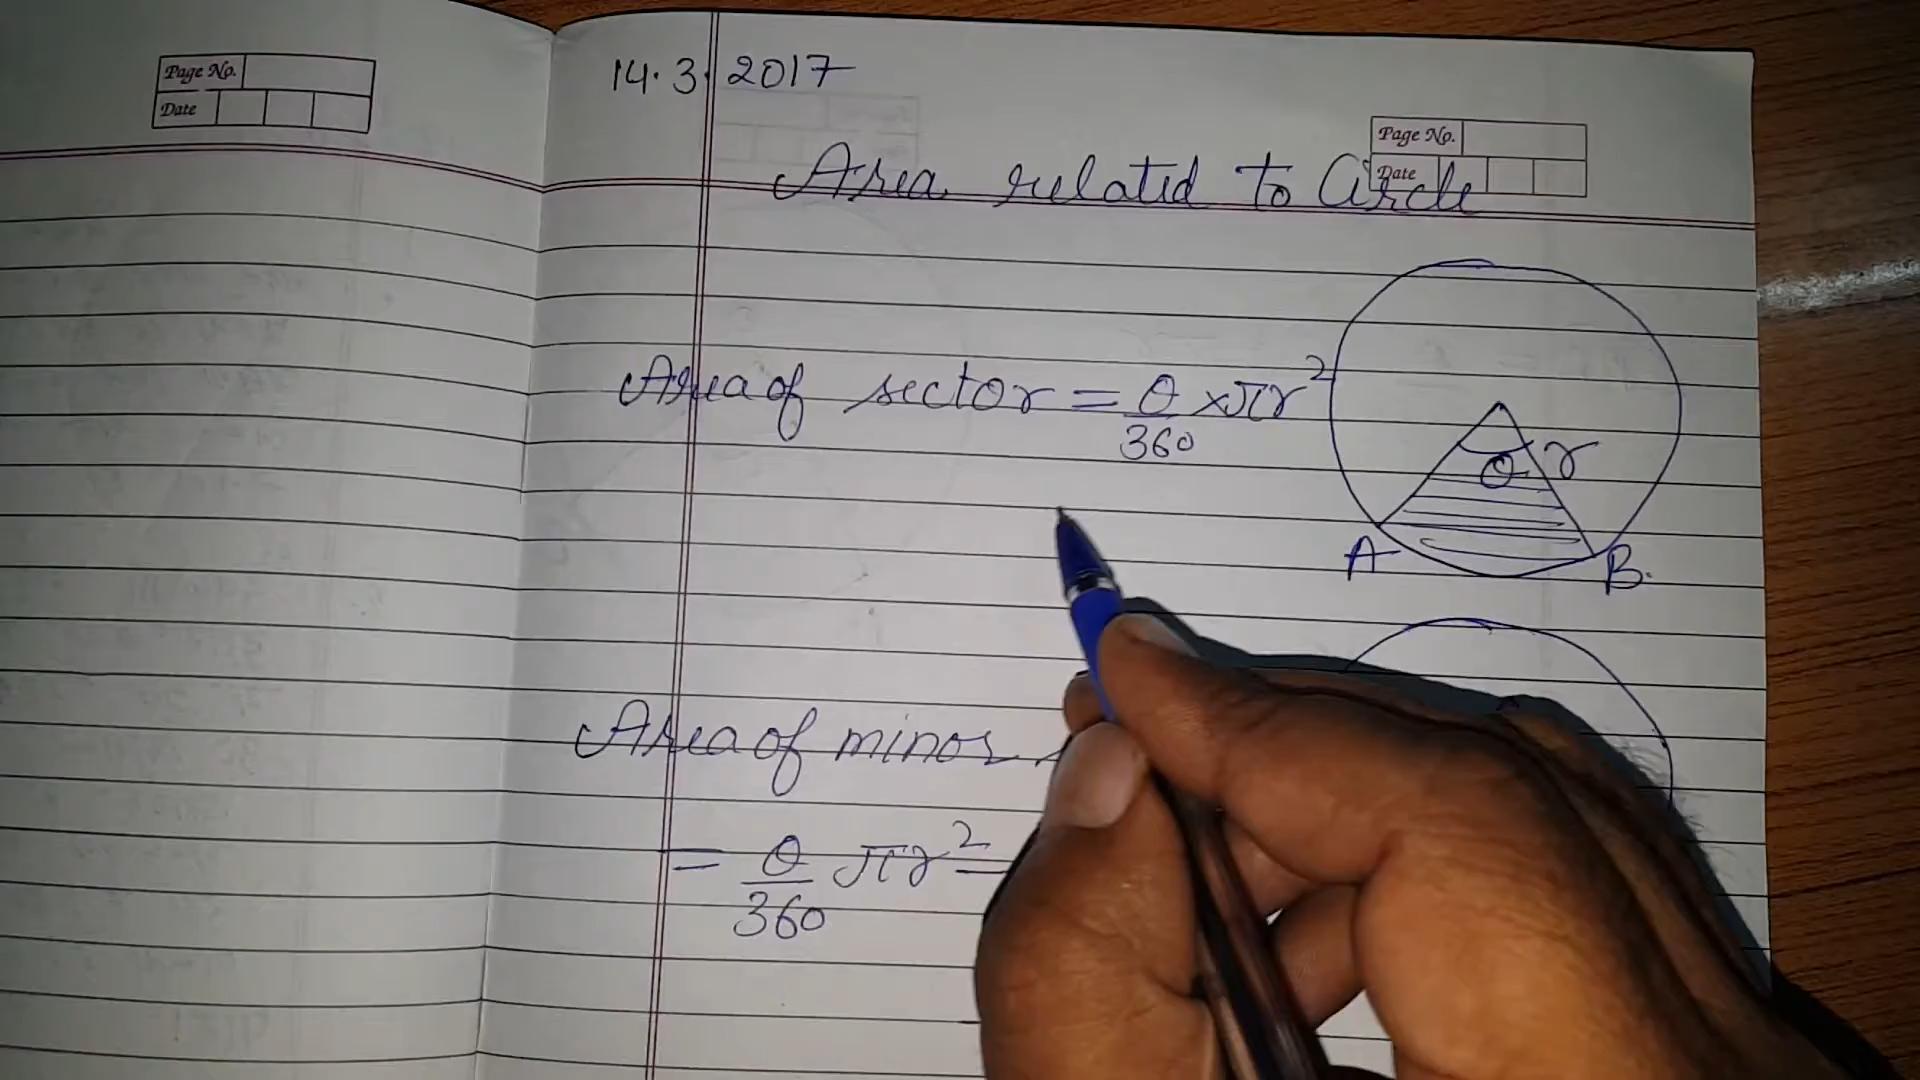 Page No.
Date
14.3.2017
Page No.
Date
Area related to Circle
Area of sector = θ/360 × πr²
θ r
A B.
Area of minor
= θ/360 πr²